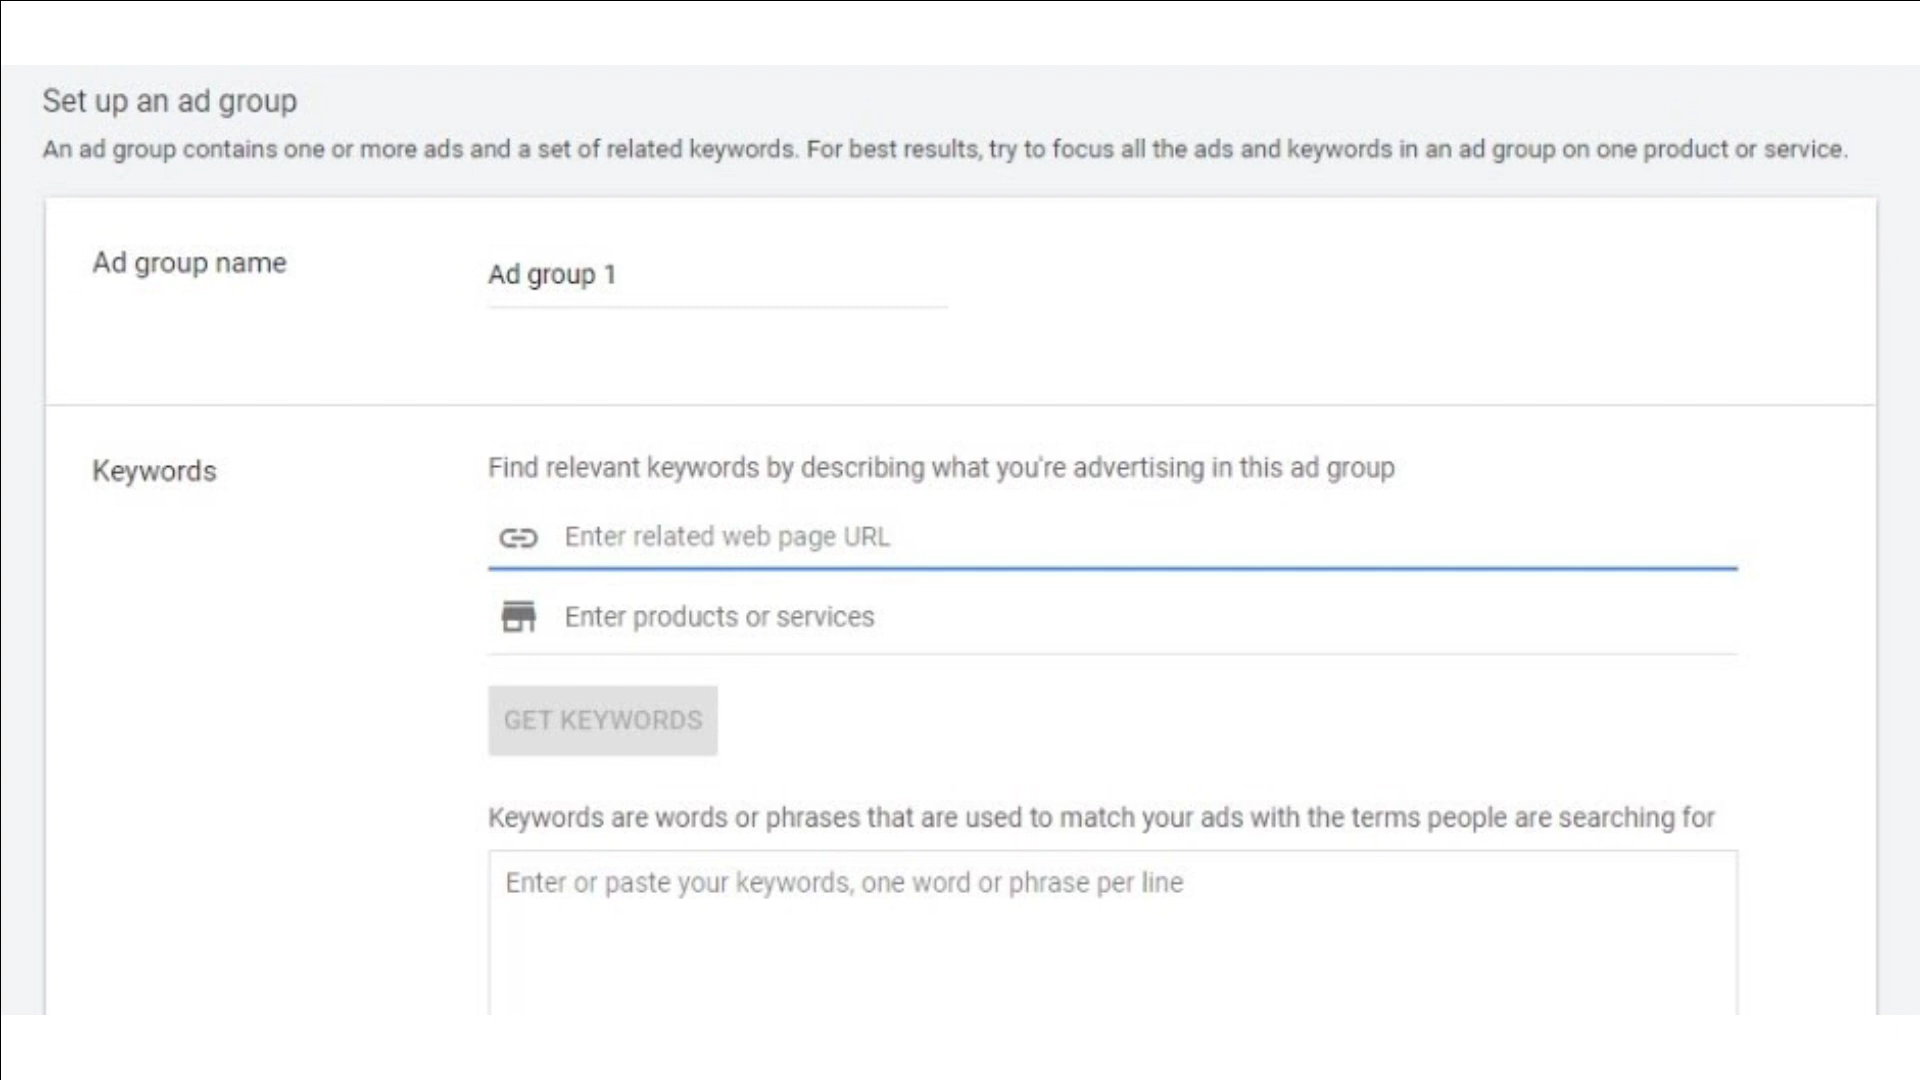 Set up an ad group
An ad group contains one or more ads and a set of related keywords. For best results, try to focus all the ads and keywords in an ad group on one product or service.
Ad group name
Ad group 1
Keywords
Find relevant keywords by describing what you're advertising in this ad group
Enter related web page URL
Enter products or services
GET KEYWORDS
Keywords are words or phrases that are used to match your ads with the terms people are searching for
Enter or paste your keywords, one word or phrase per line